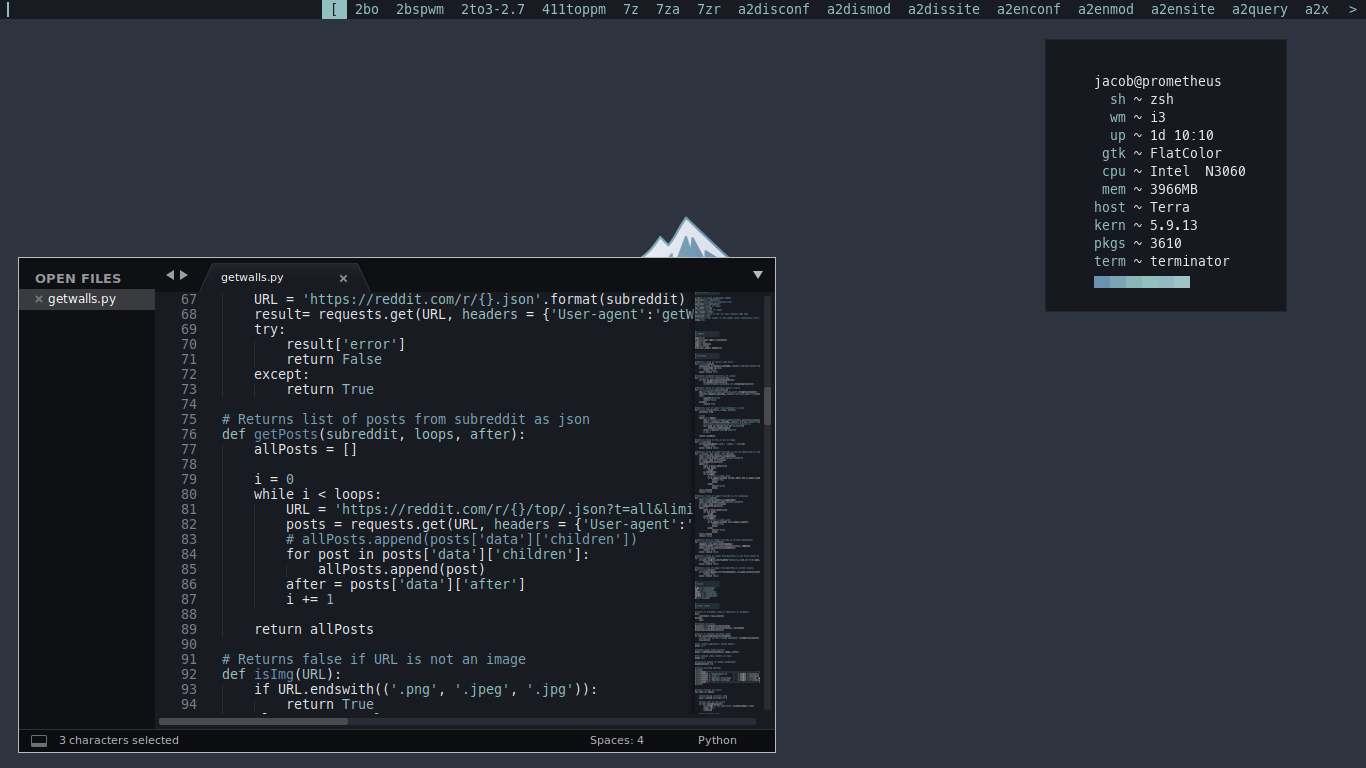 [ 2bo 2bspwm 2to3-2.7 411toppm 7z 7za 7zr a2disconf a2dismod a2dissite a2enconf a2enmod a2ensite a2query a2x >
jacob@prometheus
sh ~ zsh
wm ~ i3
up ~ 1d 10:10
gtk ~ FlatColor
cpu ~ Intel N3060
mem ~ 3966MB
host ~ Terra
kern ~ 5.9.13
pkgs ~ 3610
term ~ terminator
OPEN FILES
getwalls.py
getwalls.py
67 URL = 'https://reddit.com/r/{}.json'.format(subreddit)
68 result= requests.get(URL, headers = {'User-agent':'getW
69 try:
70 result['error']
71 return False
72 except:
73 return True
74
75 # Returns list of posts from subreddit as json
76 def getPosts(subreddit, loops, after):
77 allPosts = []
78
79 i = 0
80 while i < loops:
81 URL = 'https://reddit.com/r/{}/top/.json?t=all&limi
82 posts = requests.get(URL, headers = {'User-agent':'
83 # allPosts.append(posts['data']['children'])
84 for post in posts['data']['children']:
85 allPosts.append(post)
86 after = posts['data']['after']
87 i += 1
88
89 return allPosts
90
91 # Returns false if URL is not an image
92 def isImg(URL):
93 if URL.endswith(('.png', '.jpeg', '.jpg')):
94 return True
3 characters selected
Spaces: 4
Python